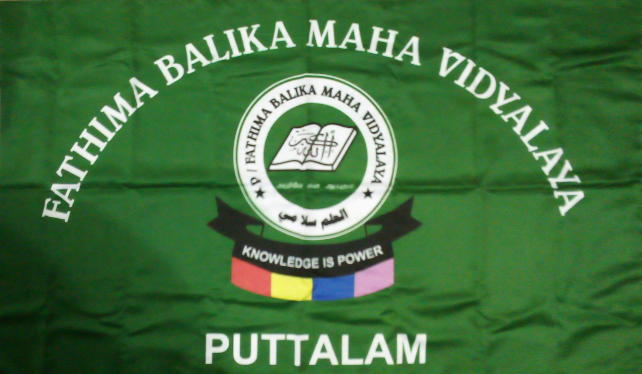 FATHIMA BALIKA MAHA VIDYALAYA
P / FATHIMA BALIKA MAHA VIDYALAYA
KNOWLEDGE IS POWER
PUTTALAM